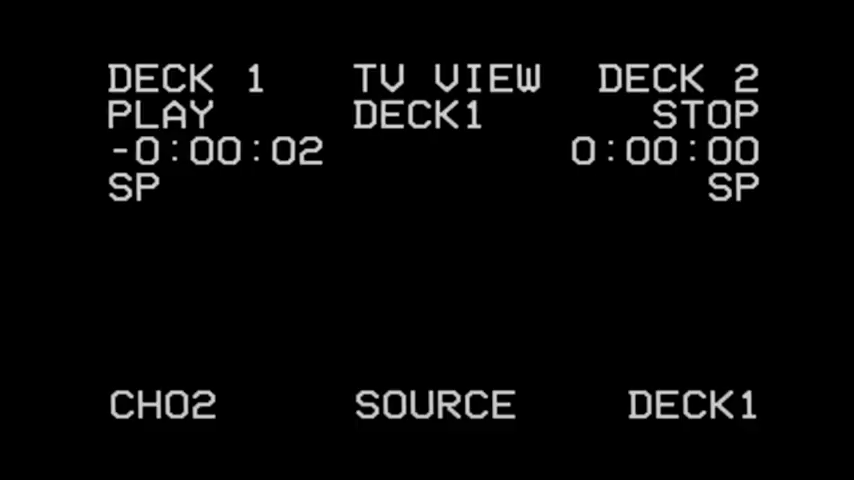 DECK 1 TV VIEW DECK 2
PLAY DECK1 STOP
-0:00:02 0:00:00
SP SP
CH02 SOURCE DECK1